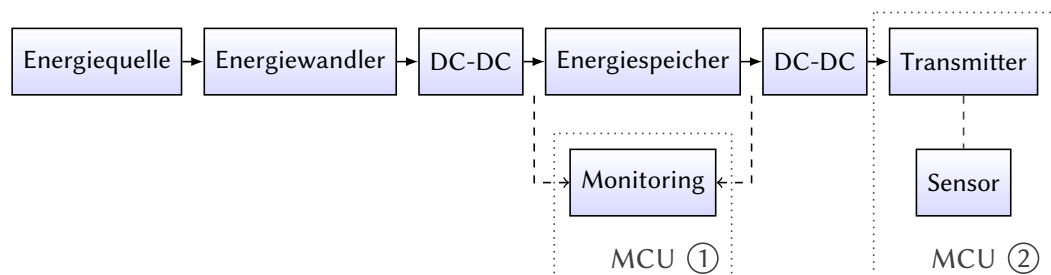 Energiequelle
Energiewandler
DC-DC
Energiespeicher
DC-DC
Transmitter
Monitoring
Sensor
MCU ①
MCU ②